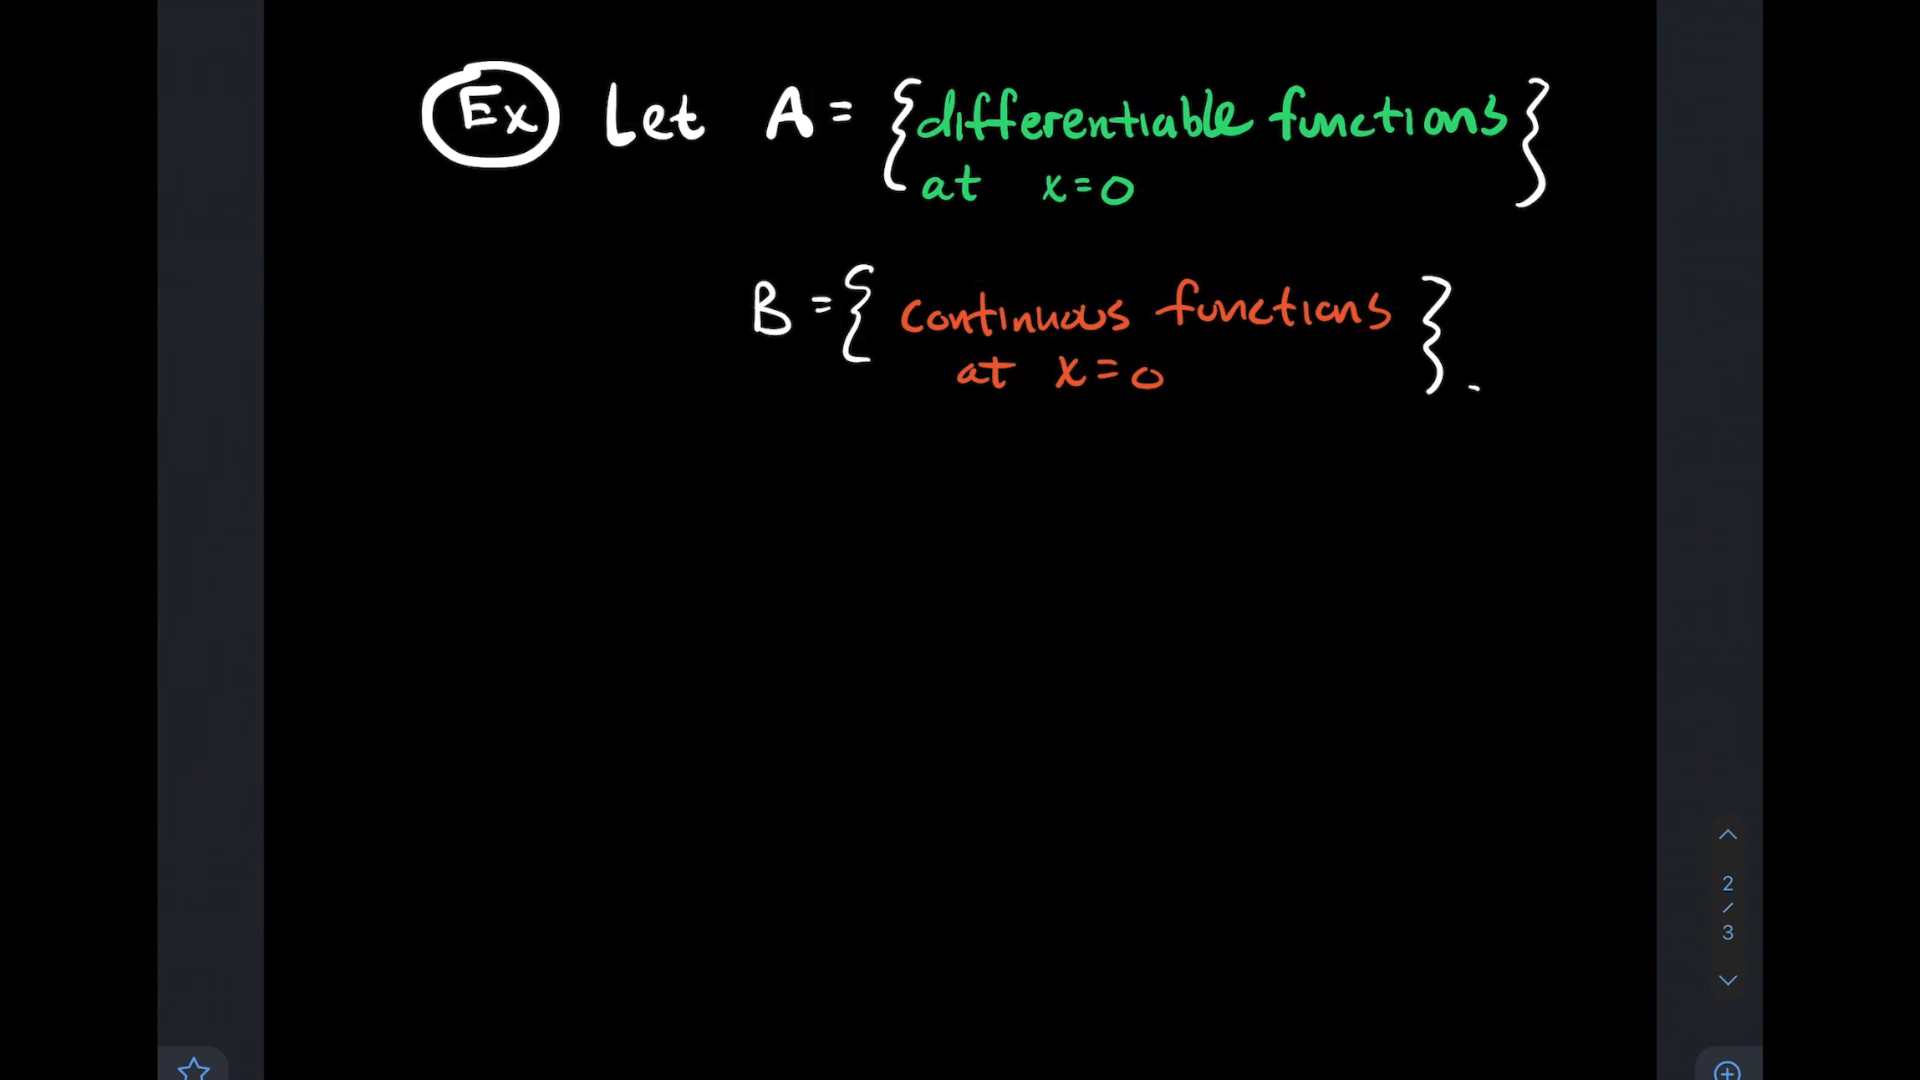 Ex Let A = {differentiable functions}
at x=0
B = { continuous functions }.
at x=0
2
/
3